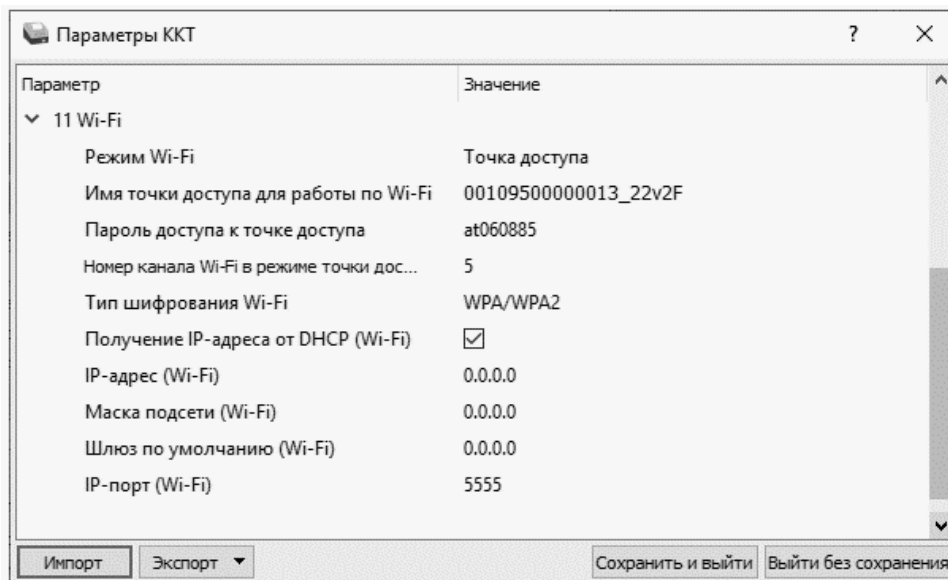 Параметры ККТ
Параметр Значение
11 Wi-Fi
Режим Wi-Fi Точка доступа
Имя точки доступа для работы по Wi-Fi 00109500000013_22v2F
Пароль доступа к точке доступа at060885
Номер канала Wi-Fi в режиме точки дос... 5
Тип шифрования Wi-Fi WPA/WPA2
Получение IP-адреса от DHCP (Wi-Fi)
IP-адрес (Wi-Fi) 0.0.0.0
Маска подсети (Wi-Fi) 0.0.0.0
Шлюз по умолчанию (Wi-Fi) 0.0.0.0
IP-порт (Wi-Fi) 5555
Импорт Экспорт Сохранить и выйти Выйти без сохранения